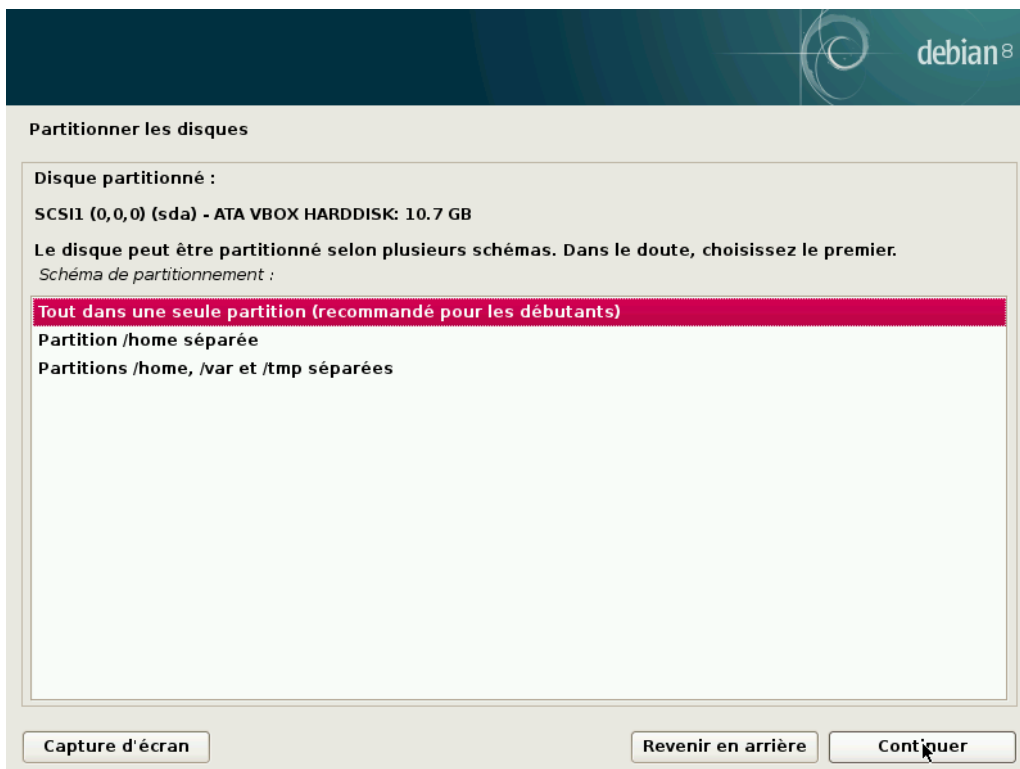 debian 8
Partitionner les disques
Disque partitionné :
SCSI1 (0,0,0) (sda) - ATA VBOX HARDDISK: 10.7 GB
Le disque peut être partitionné selon plusieurs schémas. Dans le doute, choisissez le premier.
Schéma de partitionnement :
Tout dans une seule partition (recommandé pour les débutants)
Partition /home séparée
Partitions /home, /var et /tmp séparées
Capture d'écran
Revenir en arrière
Continuer